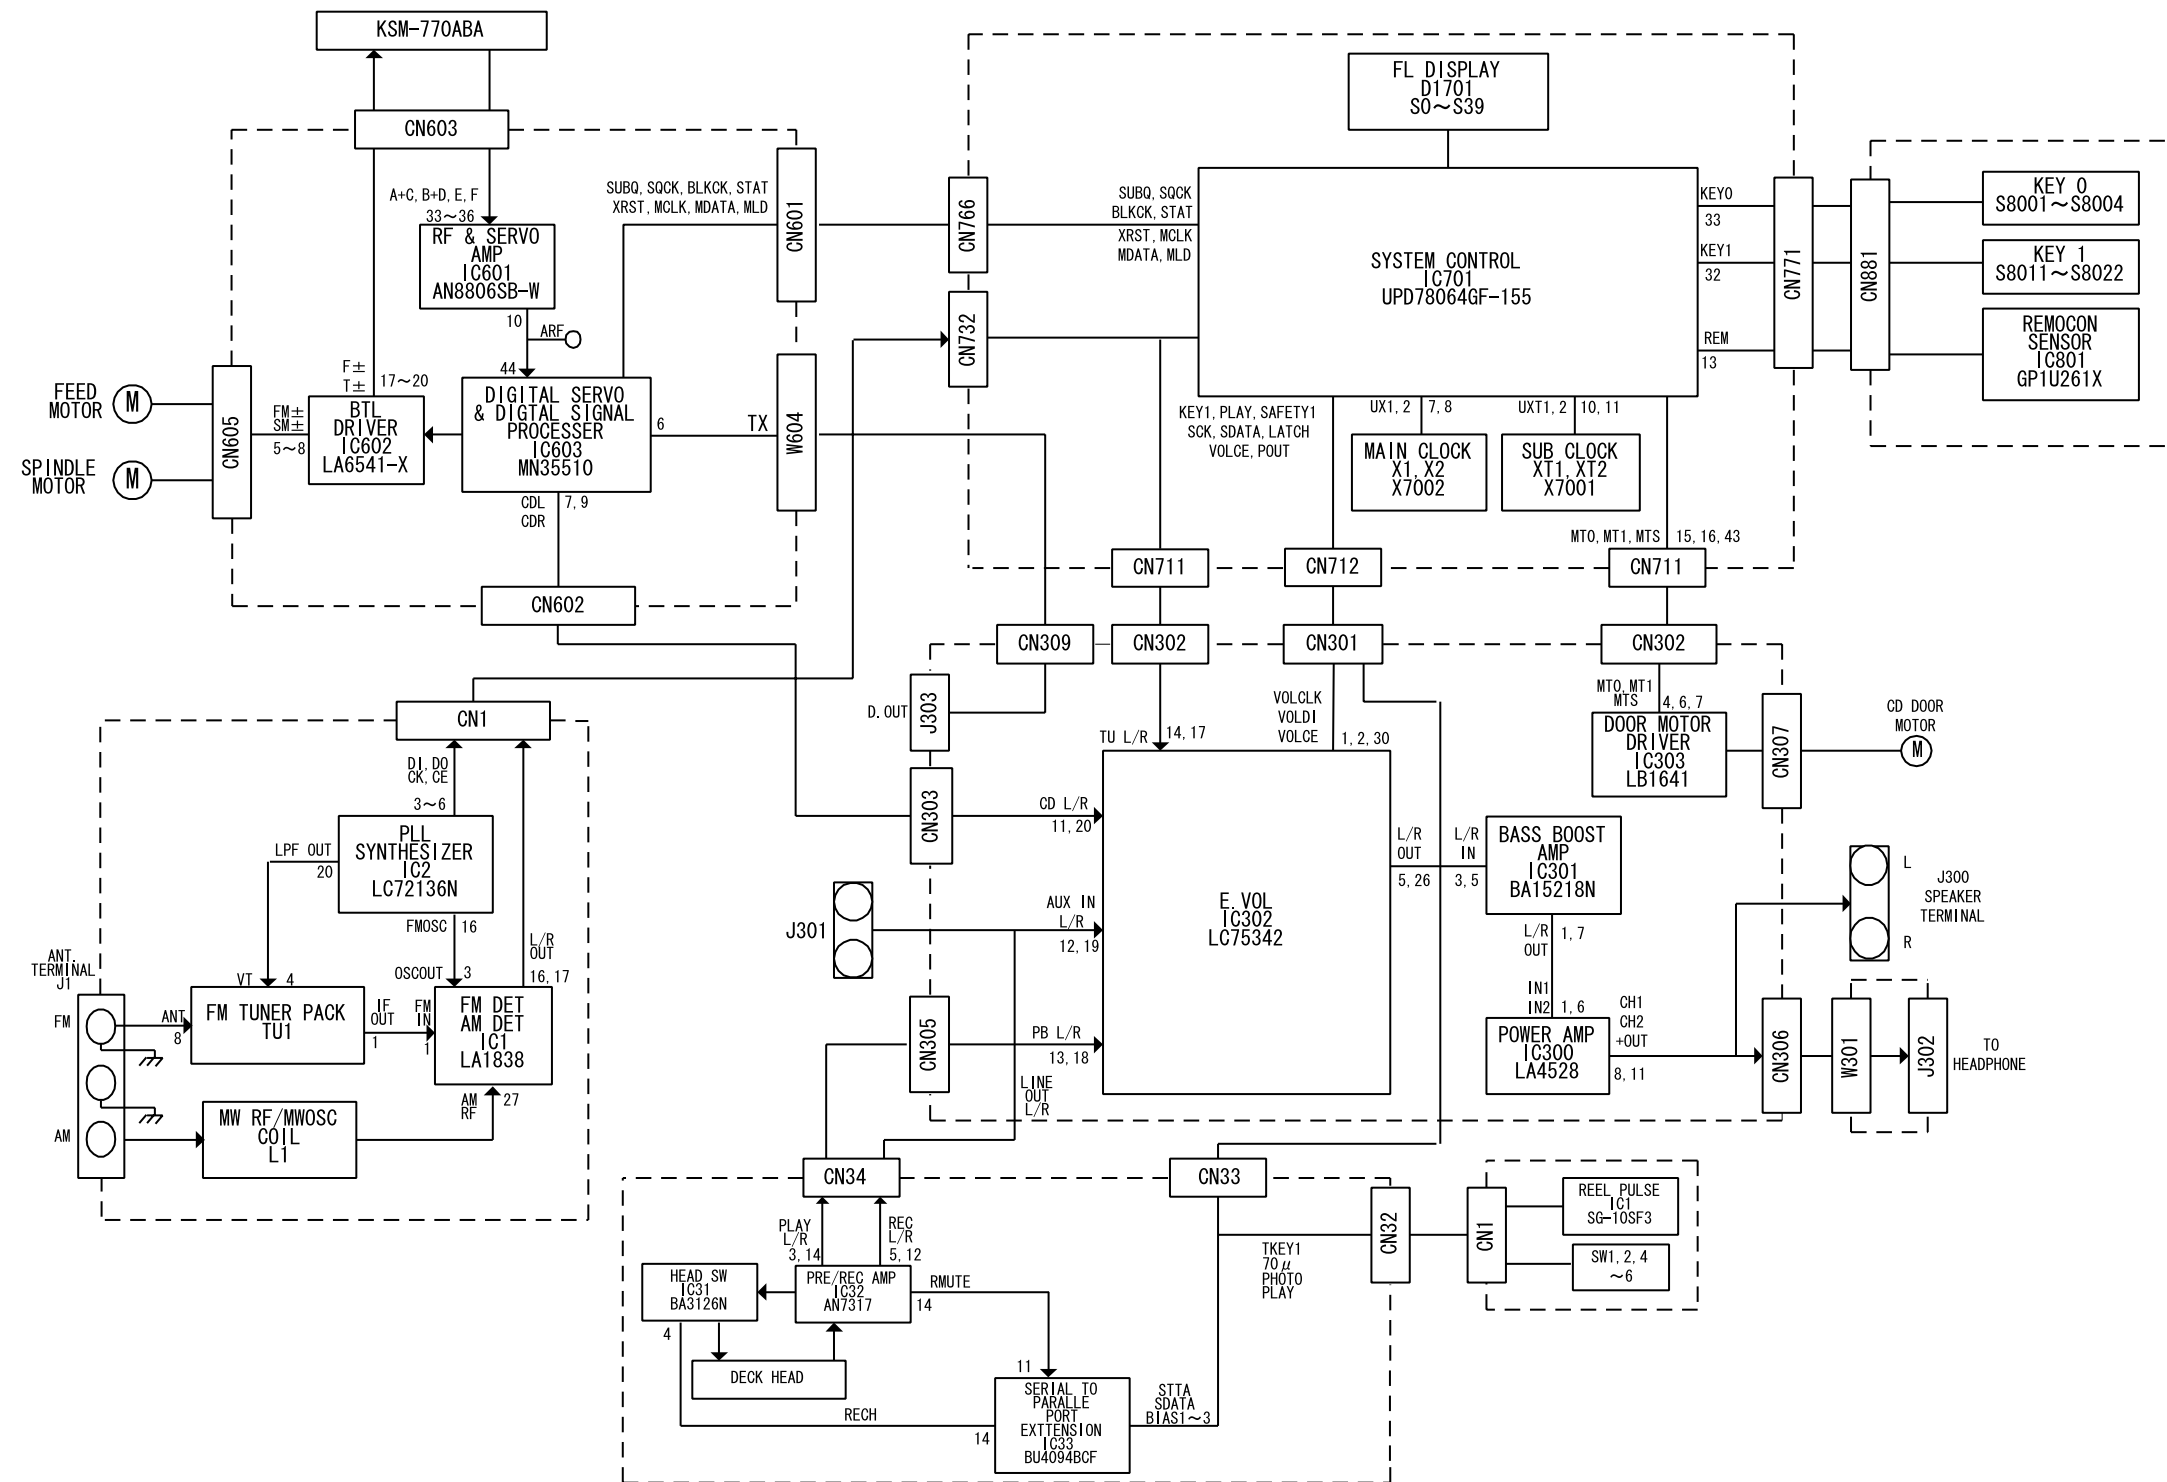 KSM-770ABA
CN603
A+C, B+D, E, F
33～36
RF & SERVO
AMP
IC601
AN8806SB-W
10
ARF
SUBQ, SQCK, BLKCK, STAT
XRST, MCLK, MDATA, MLD
CN601
44
DIGITAL SERVO
& DIGTAL SIGNAL
PROCESSER
IC603
MN35510
6
TX
W604
F±
T±
17～20
BTL
DRIVER
IC602
LA6541-X
FM±
SM±
5～8
CN605
FEED
MOTOR
M
SPINDLE
MOTOR
M
CDL
CDR
7, 9
CN602
FL DISPLAY
D1701
S0～S39
CN766
SUBQ, SQCK
BLKCK, STAT
XRST, MCLK
MDATA, MLD
CN732
SYSTEM CONTROL
IC701
UPD78064GF-155
KEY0
33
KEY1
32
REM
13
CN771
CN881
KEY 0
S8001～S8004
KEY 1
S8011～S8022
REMOCON
SENSOR
IC801
GP1U261X
KEY1, PLAY, SAFETY1
SCK, SDATA, LATCH
VOLCE, POUT
UX1, 2
7, 8
UXT1, 2
10, 11
MAIN CLOCK
X1, X2
X7002
SUB CLOCK
XT1, XT2
X7001
MT0, MT1, MTS
15, 16, 43
CN711
CN712
CN711
CN309
CN302
CN301
CN302
D. OUT
J303
TU L/R
14, 17
VOLCLK
VOLDI
VOLCE
1, 2, 30
MT0, MT1
MTS
4, 6, 7
DOOR MOTOR
DRIVER
IC303
LB1641
CN307
CD DOOR
MOTOR
M
CN303
CD L/R
11, 20
J301
AUX IN
L/R
12, 19
CN305
PB L/R
13, 18
LINE
OUT
L/R
E. VOL
IC302
LC75342
L/R
OUT
5, 26
L/R
IN
3, 5
BASS BOOST
AMP
IC301
BA15218N
L/R
OUT
1, 7
IN1
IN2
1, 6
POWER AMP
IC300
LA4528
CH1
CH2
+OUT
8, 11
L
R
J300
SPEAKER
TERMINAL
CN306
W301
J302
TO
HEADPHONE
CN1
DI, DO
CK, CE
3～6
PLL
SYNTHESIZER
IC2
LC72136N
LPF OUT
20
FMOSC
16
L/R
OUT
16, 17
OSCOUT
3
ANT.
TERMINAL
J1
FM
AM
ANT
8
VT
4
FM TUNER PACK
TU1
IF
OUT
1
FM
IN
1
FM DET
AM DET
IC1
LA1838
AM
RF
27
MW RF/MWOSC
COIL
L1
CN34
CN33
PLAY
L/R
3, 14
REC
L/R
5, 12
HEAD SW
IC31
BA3126N
4
PRE/REC AMP
IC32
AN7317
RMUTE
14
DECK HEAD
RECH
11
SERIAL TO
PARALLE
PORT
EXTTENSION
IC33
BU4094BCF
14
STTA
SDATA
BIAS1～3
TKEY1
70μ
PHOTO
PLAY
CN32
CN1
REEL PULSE
IC1
SG-10SF3
SW1, 2, 4
～6